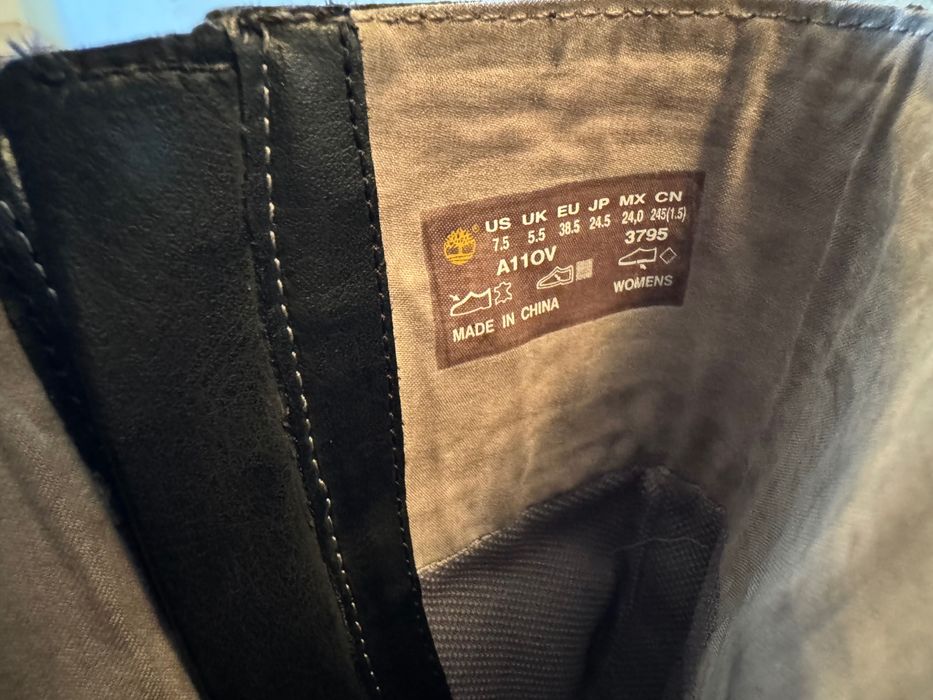 ® US UK EU JP MX CN
7.5 5.5 38.5 24.5 24,0 245(1.5)
A11OV 3795
WOMENS
MADE IN CHINA